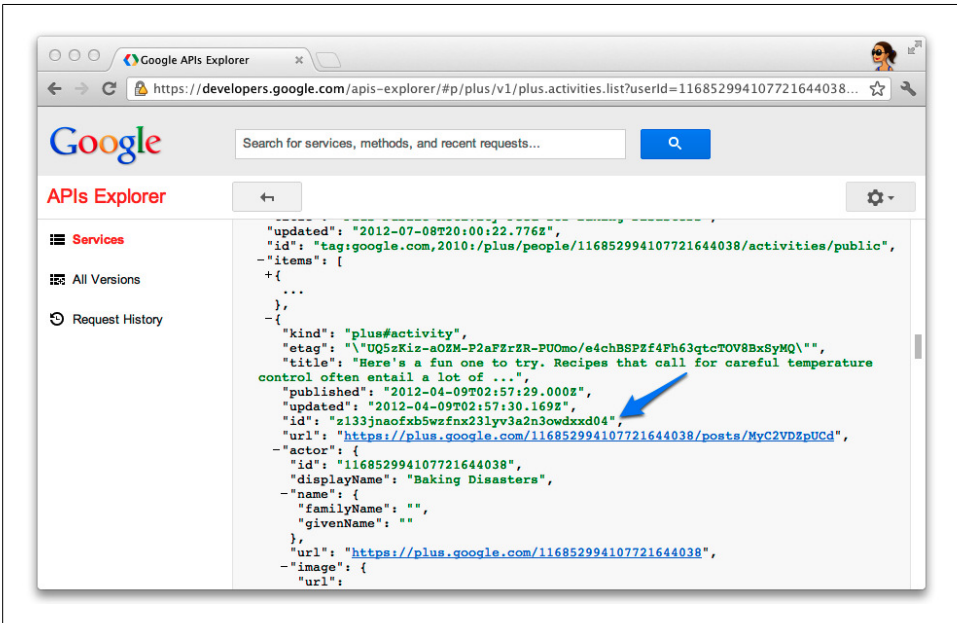 Google APIs Explorer
https://developers.google.com/apis-explorer/#p/plus/v1/plus.activities.list?userId=116852994107721644038...
Google
Search for services, methods, and recent requests...
APIs Explorer
Services
All Versions
Request History
"updated": "2012-07-08T20:00:22.776Z",
"id": "tag:google.com,2010:/plus/people/116852994107721644038/activities/public",
-"items": [
+{
...
},
-{
"kind": "plus#activity",
"etag": "\"UQ5zKiz-aOZM-P2aFZrZR-PUOmo/e4chBSPZf4Fh63qtcTOV8BxSyMQ\"",
"title": "Here's a fun one to try. Recipes that call for careful temperature
control often entail a lot of ...",
"published": "2012-04-09T02:57:29.000Z",
"updated": "2012-04-09T02:57:30.169Z",
"id": "z133jnaofxb5wzfnx23lyv3a2n3owdxxd04",
"url": "https://plus.google.com/116852994107721644038/posts/MyC2VDZpUCd",
-"actor": {
"id": "116852994107721644038",
"displayName": "Baking Disasters",
-"name": {
"familyName": "",
"givenName": ""
},
"url": "https://plus.google.com/116852994107721644038",
-"image": {
"url":